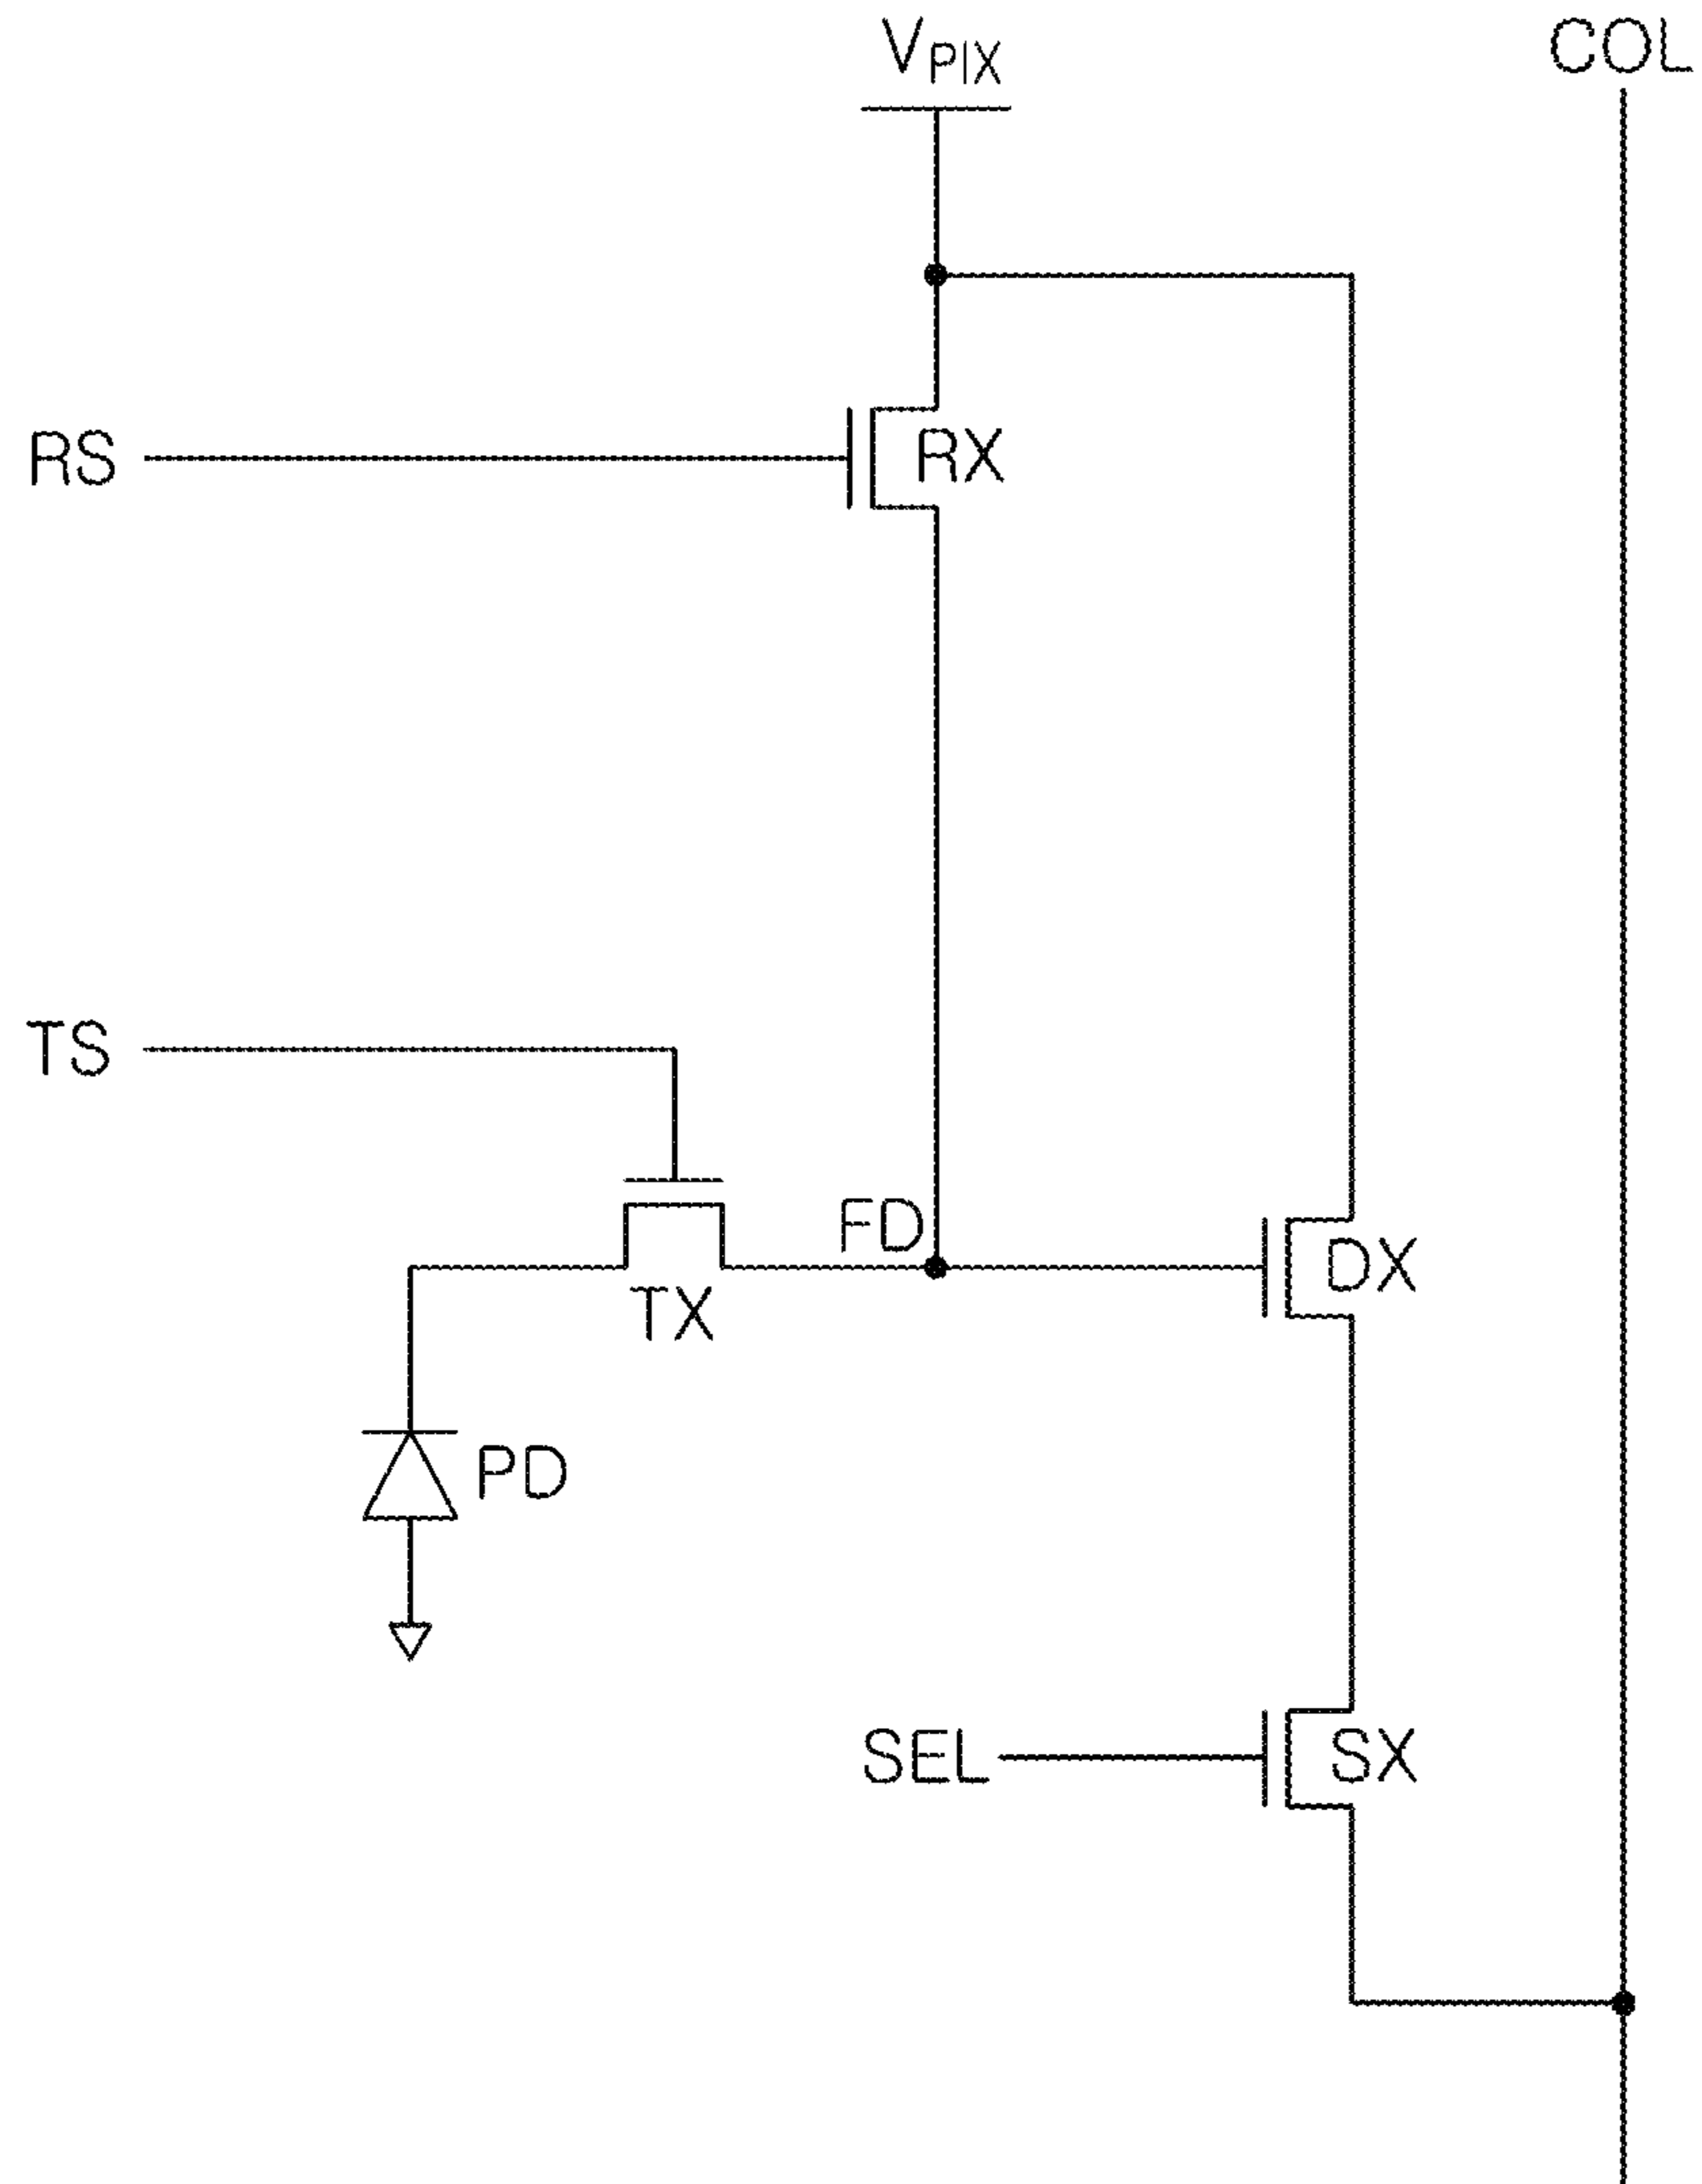 VPIX
COL
RS
RX
TS
FD
DX
TX
PD
SEL
SX